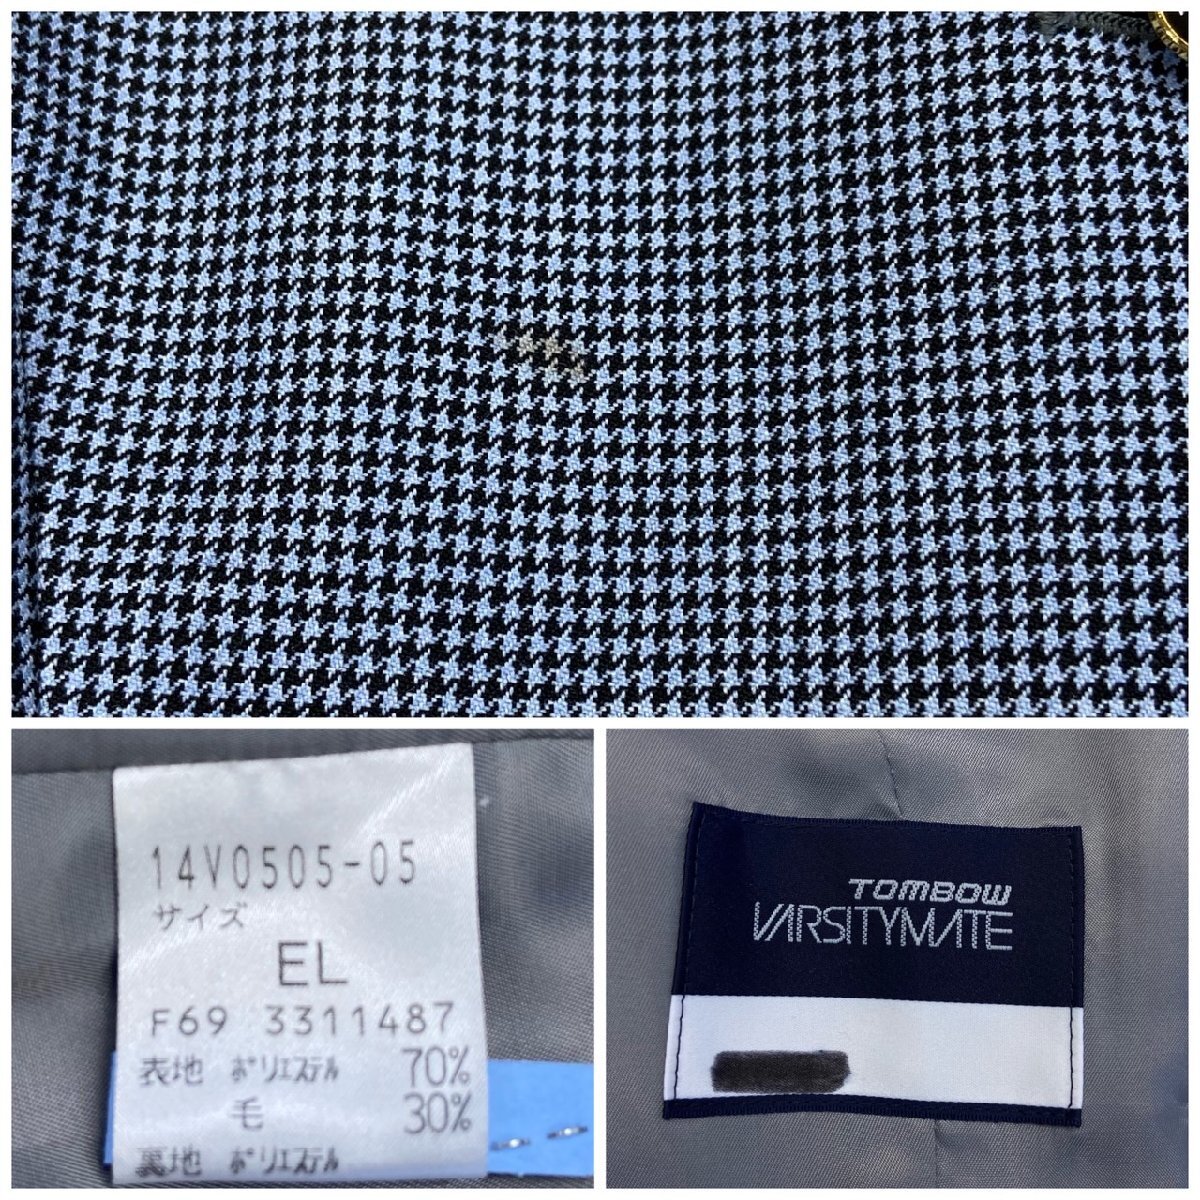 14V0505-05
サイズ
EL
F69 3311487
表地 ポリエステル 70%
毛 30%
裏地 ポリエステル
TOMBOW
VARSITYMATE